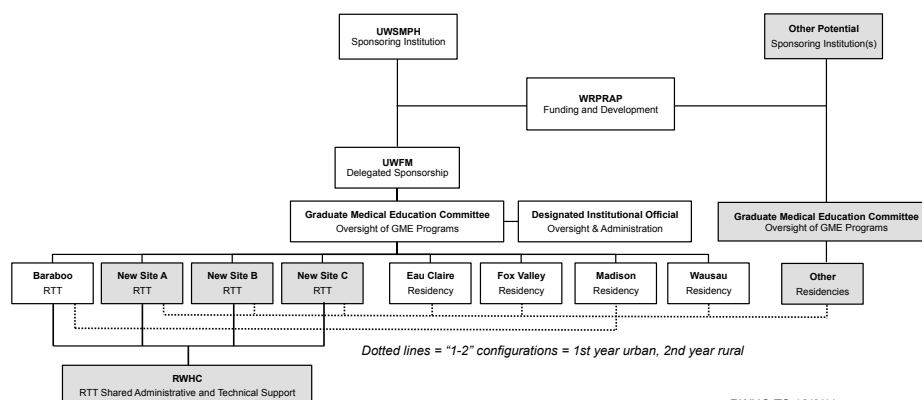 UWSMPH
Sponsoring Institution
Other Potential
Sponsoring Institution(s)
WRPRAP
Funding and Development
UWFM
Delegated Sponsorship
Graduate Medical Education Committee
Oversight of GME Programs
Designated Institutional Official
Oversight & Administration
Graduate Medical Education Committee
Oversight of GME Programs
Baraboo
RTT
New Site A
RTT
New Site B
RTT
New Site C
RTT
Eau Claire
Residency
Fox Valley
Residency
Madison
Residency
Wausau
Residency
Other
Residencies
Dotted lines = “1-2” configurations = 1st year urban, 2nd year rural
RWHC
RTT Shared Administrative and Technical Support